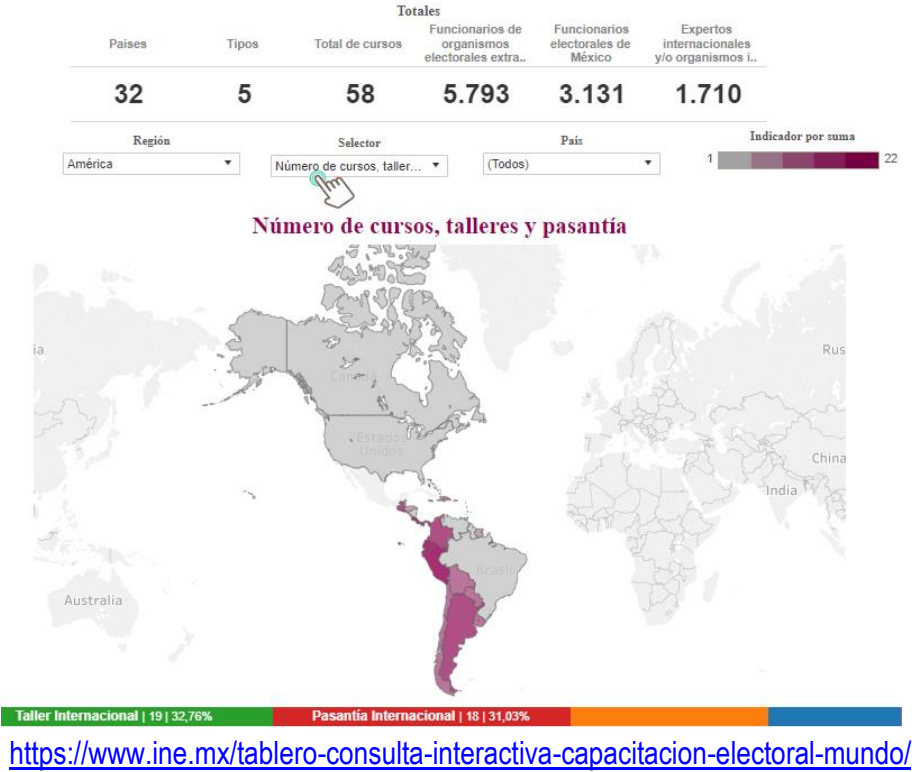 Totales
Paises
Tipos
Total de cursos
Funcionarios de
organismos
electorales extra..
Funcionarios
electorales de
México
Expertos
internacionales
y/o organismos i..
32
5
58
5.793
3.131
1.710
Región
Selector
Pais
Indicador por suma
América
Número de cursos, taller...
(Todos)
1
22
Número de cursos, talleres y pasantía
ia
Rus
Canadá
Estados
Unidos
China
India
Brasil
Australia
Taller Internacional | 19 | 32,76%
Pasantía Internacional | 18 | 31,03%
https://www.ine.mx/tablero-consulta-interactiva-capacitacion-electoral-mundo/